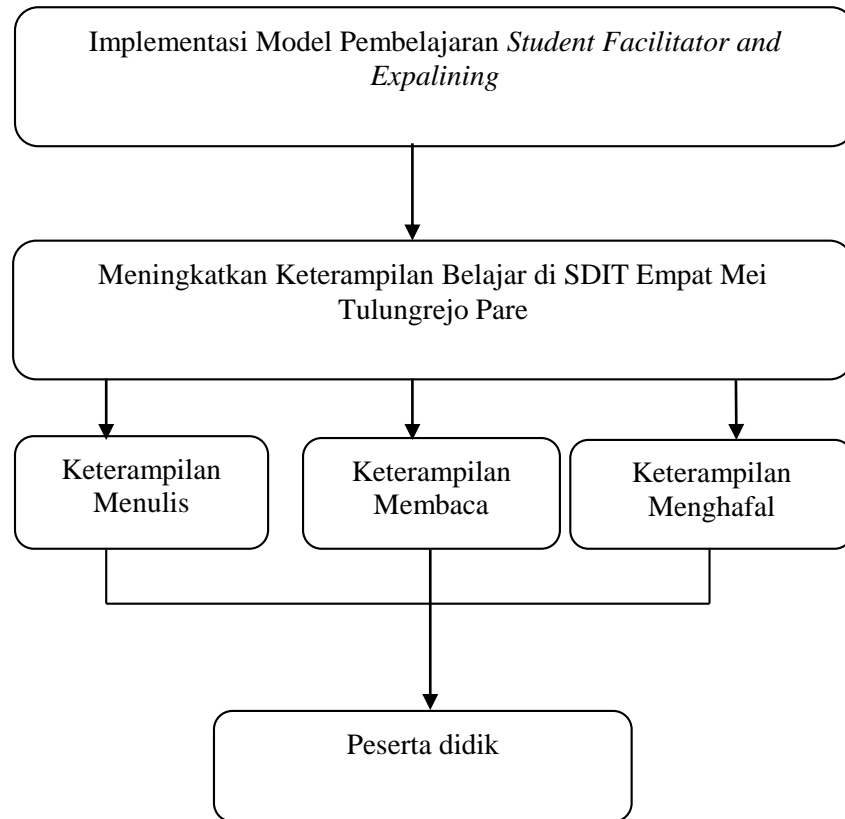 Implementasi Model Pembelajaran Student Facilitator and
Expalining
Meningkatkan Keterampilan Belajar di SDIT Empat Mei
Tulungrejo Pare
Keterampilan
Menulis
Keterampilan
Membaca
Keterampilan
Menghafal
Peserta didik